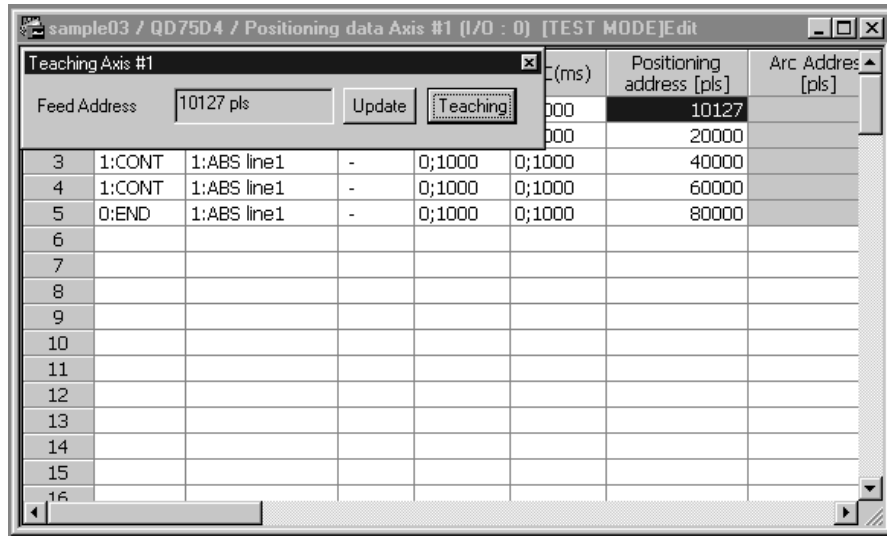 sample03 / QD75D4 / Positioning data Axis #1 (I/O : 0) [TEST MODE]Edit
Teaching Axis #1
Feed Address 10127 pls Update Teaching
C(ms) Positioning address [pls] Arc Addres [pls]
000 10127
000 20000
3 1:CONT 1:ABS line1 - 0;1000 0;1000 40000
4 1:CONT 1:ABS line1 - 0;1000 0;1000 60000
5 0:END 1:ABS line1 - 0;1000 0;1000 80000
6
7
8
9
10
11
12
13
14
15
16